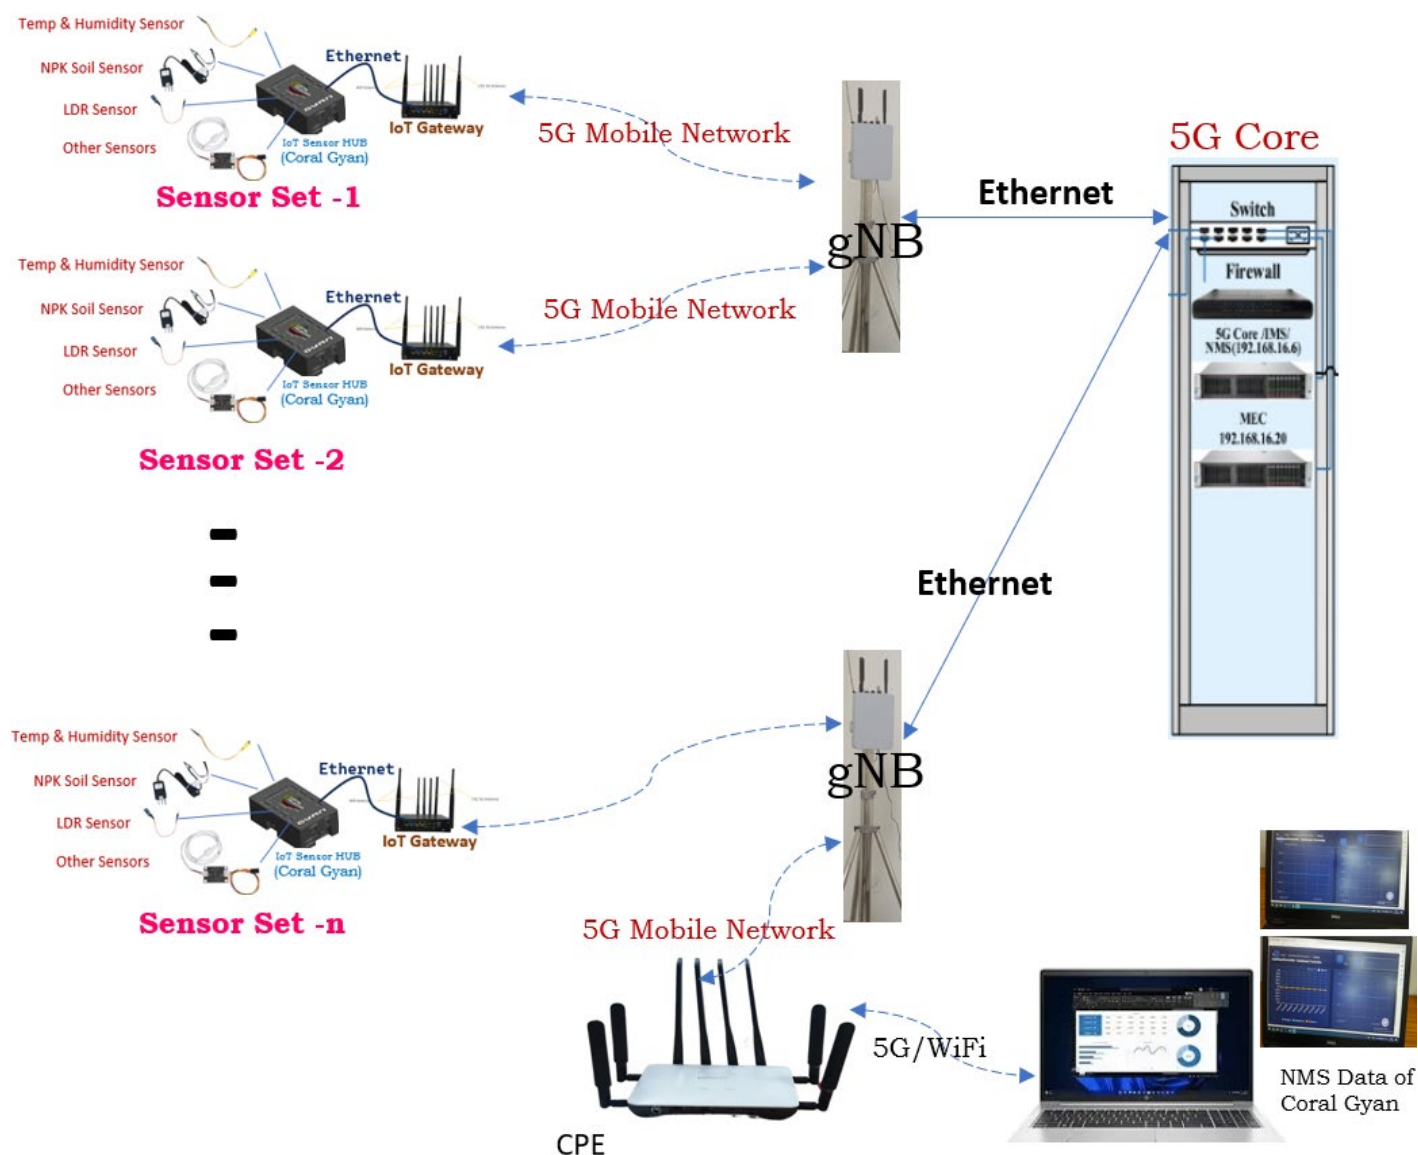 Temp & Humidity Sensor
NPK Soil Sensor
LDR Sensor
Other Sensors
Ethernet
IoT Gateway
IoT Sensor HUB
(Coral Gyan)
Sensor Set -1
5G Mobile Network
Temp & Humidity Sensor
NPK Soil Sensor
LDR Sensor
Other Sensors
Ethernet
IoT Gateway
IoT Sensor HUB
(Coral Gyan)
Sensor Set -2
5G Mobile Network
gNB
Ethernet
5G Core
Switch
Firewall
5G Core /IMS/
NMS(192.168.16.6)
MEC
192.168.16.20
Ethernet
Temp & Humidity Sensor
NPK Soil Sensor
LDR Sensor
Other Sensors
Ethernet
IoT Gateway
IoT Sensor HUB
(Coral Gyan)
Sensor Set -n
gNB
5G Mobile Network
CPE
5G/WiFi
NMS Data of
Coral Gyan